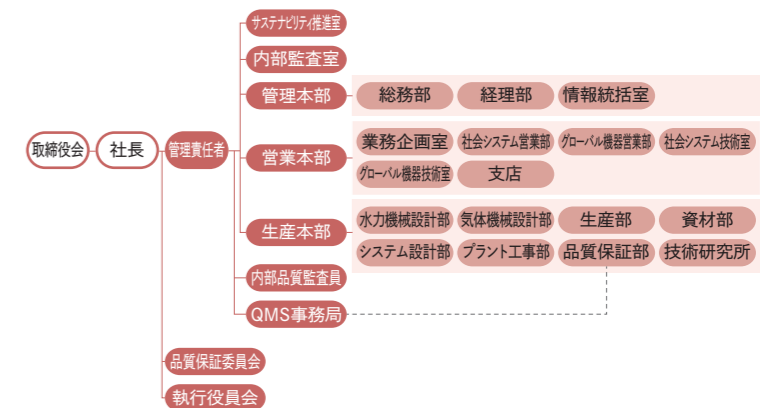 サステナビリティ推進室
内部監査室
管理本部 総務部 経理部 情報統括室
取締役会 社長 管理責任者
営業本部
業務企画室 社会システム営業部 グローバル機器営業部 社会システム技術室
グローバル機器技術室 支店
生産本部
水力機械設計部 気体機械設計部 生産部 資材部
システム設計部 プラント工事部 品質保証部 技術研究所
内部品質監査員
QMS事務局
品質保証委員会
執行役員会